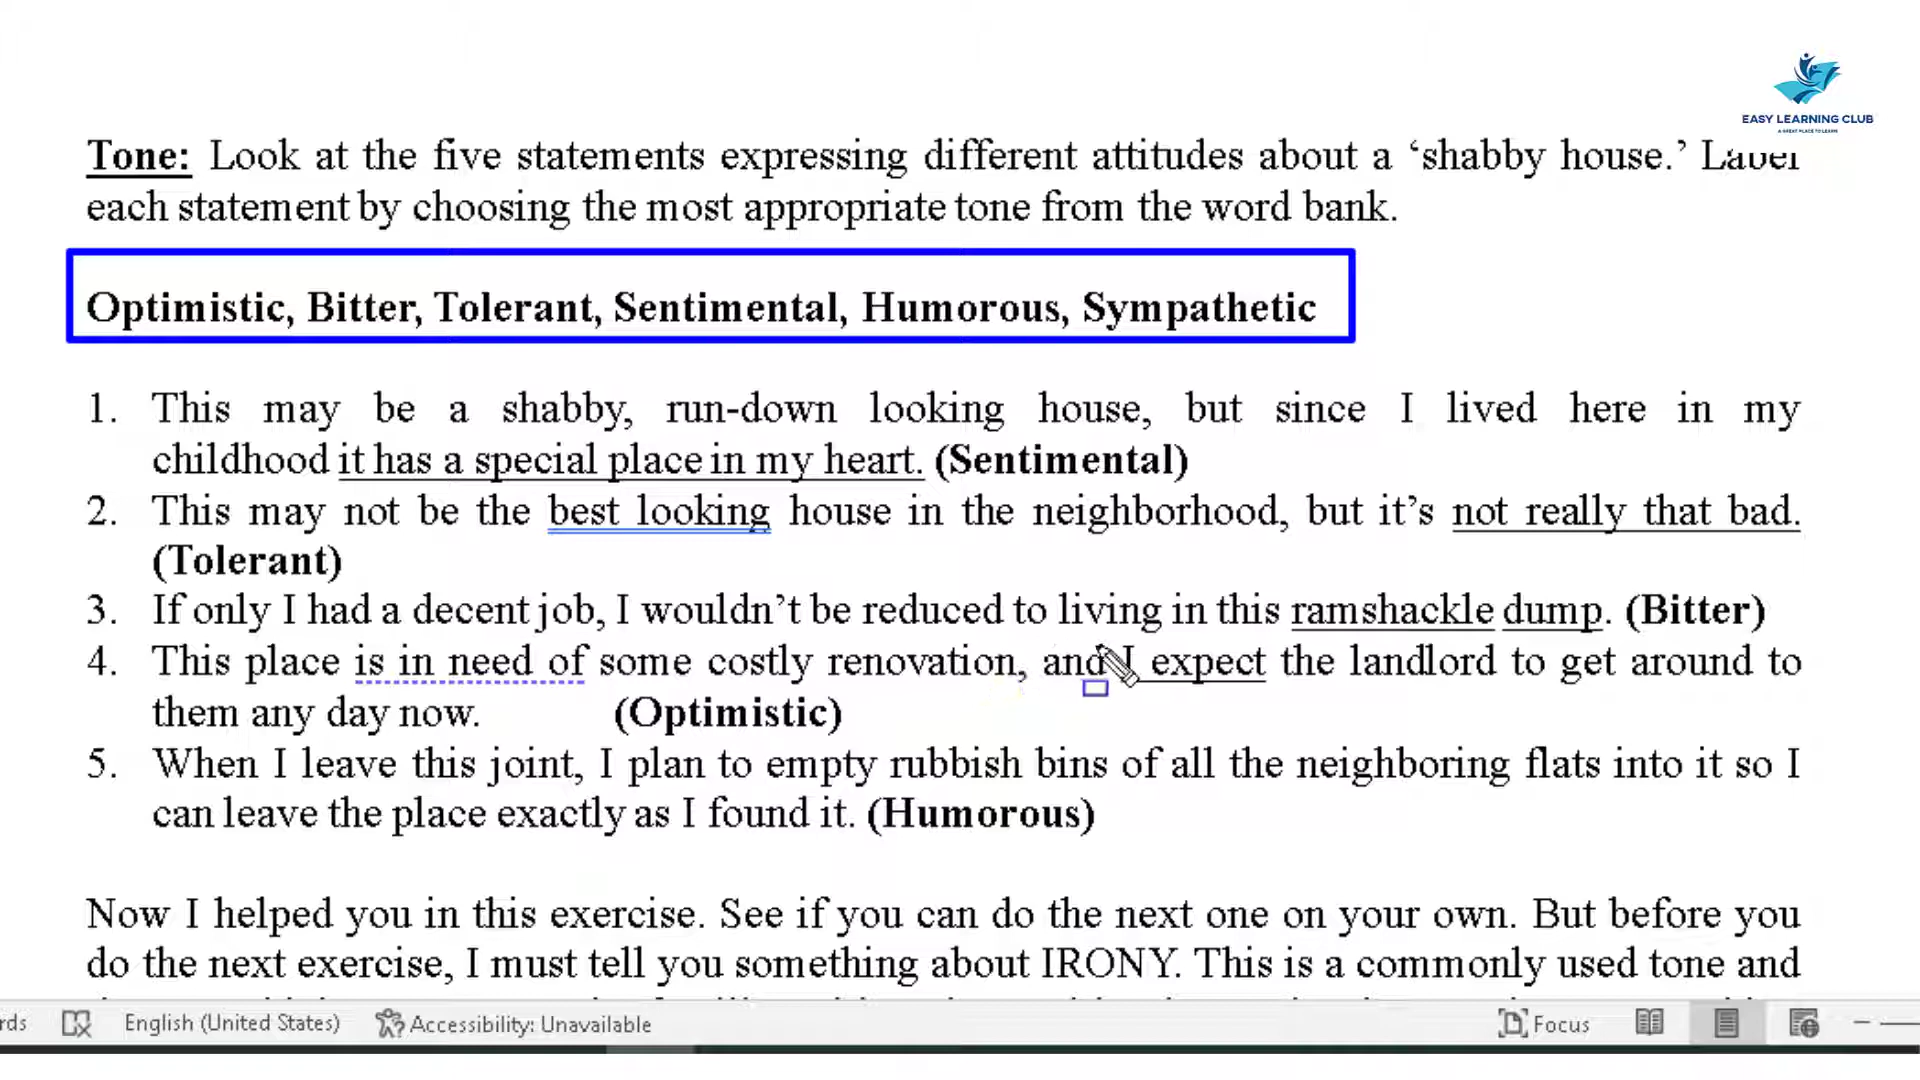 EASY LEARNING CLUB
A GREAT PLACE TO LEARN
Tone: Look at the five statements expressing different attitudes about a ‘shabby house.’ Label
each statement by choosing the most appropriate tone from the word bank.
Optimistic, Bitter, Tolerant, Sentimental, Humorous, Sympathetic
1. This may be a shabby, run-down looking house, but since I lived here in my
childhood it has a special place in my heart. (Sentimental)
2. This may not be the best looking house in the neighborhood, but it’s not really that bad.
(Tolerant)
3. If only I had a decent job, I wouldn’t be reduced to living in this ramshackle dump. (Bitter)
4. This place is in need of some costly renovation, and I expect the landlord to get around to
them any day now. (Optimistic)
5. When I leave this joint, I plan to empty rubbish bins of all the neighboring flats into it so I
can leave the place exactly as I found it. (Humorous)
Now I helped you in this exercise. See if you can do the next one on your own. But before you
do the next exercise, I must tell you something about IRONY. This is a commonly used tone and
rds English (United States) Accessibility: Unavailable Focus